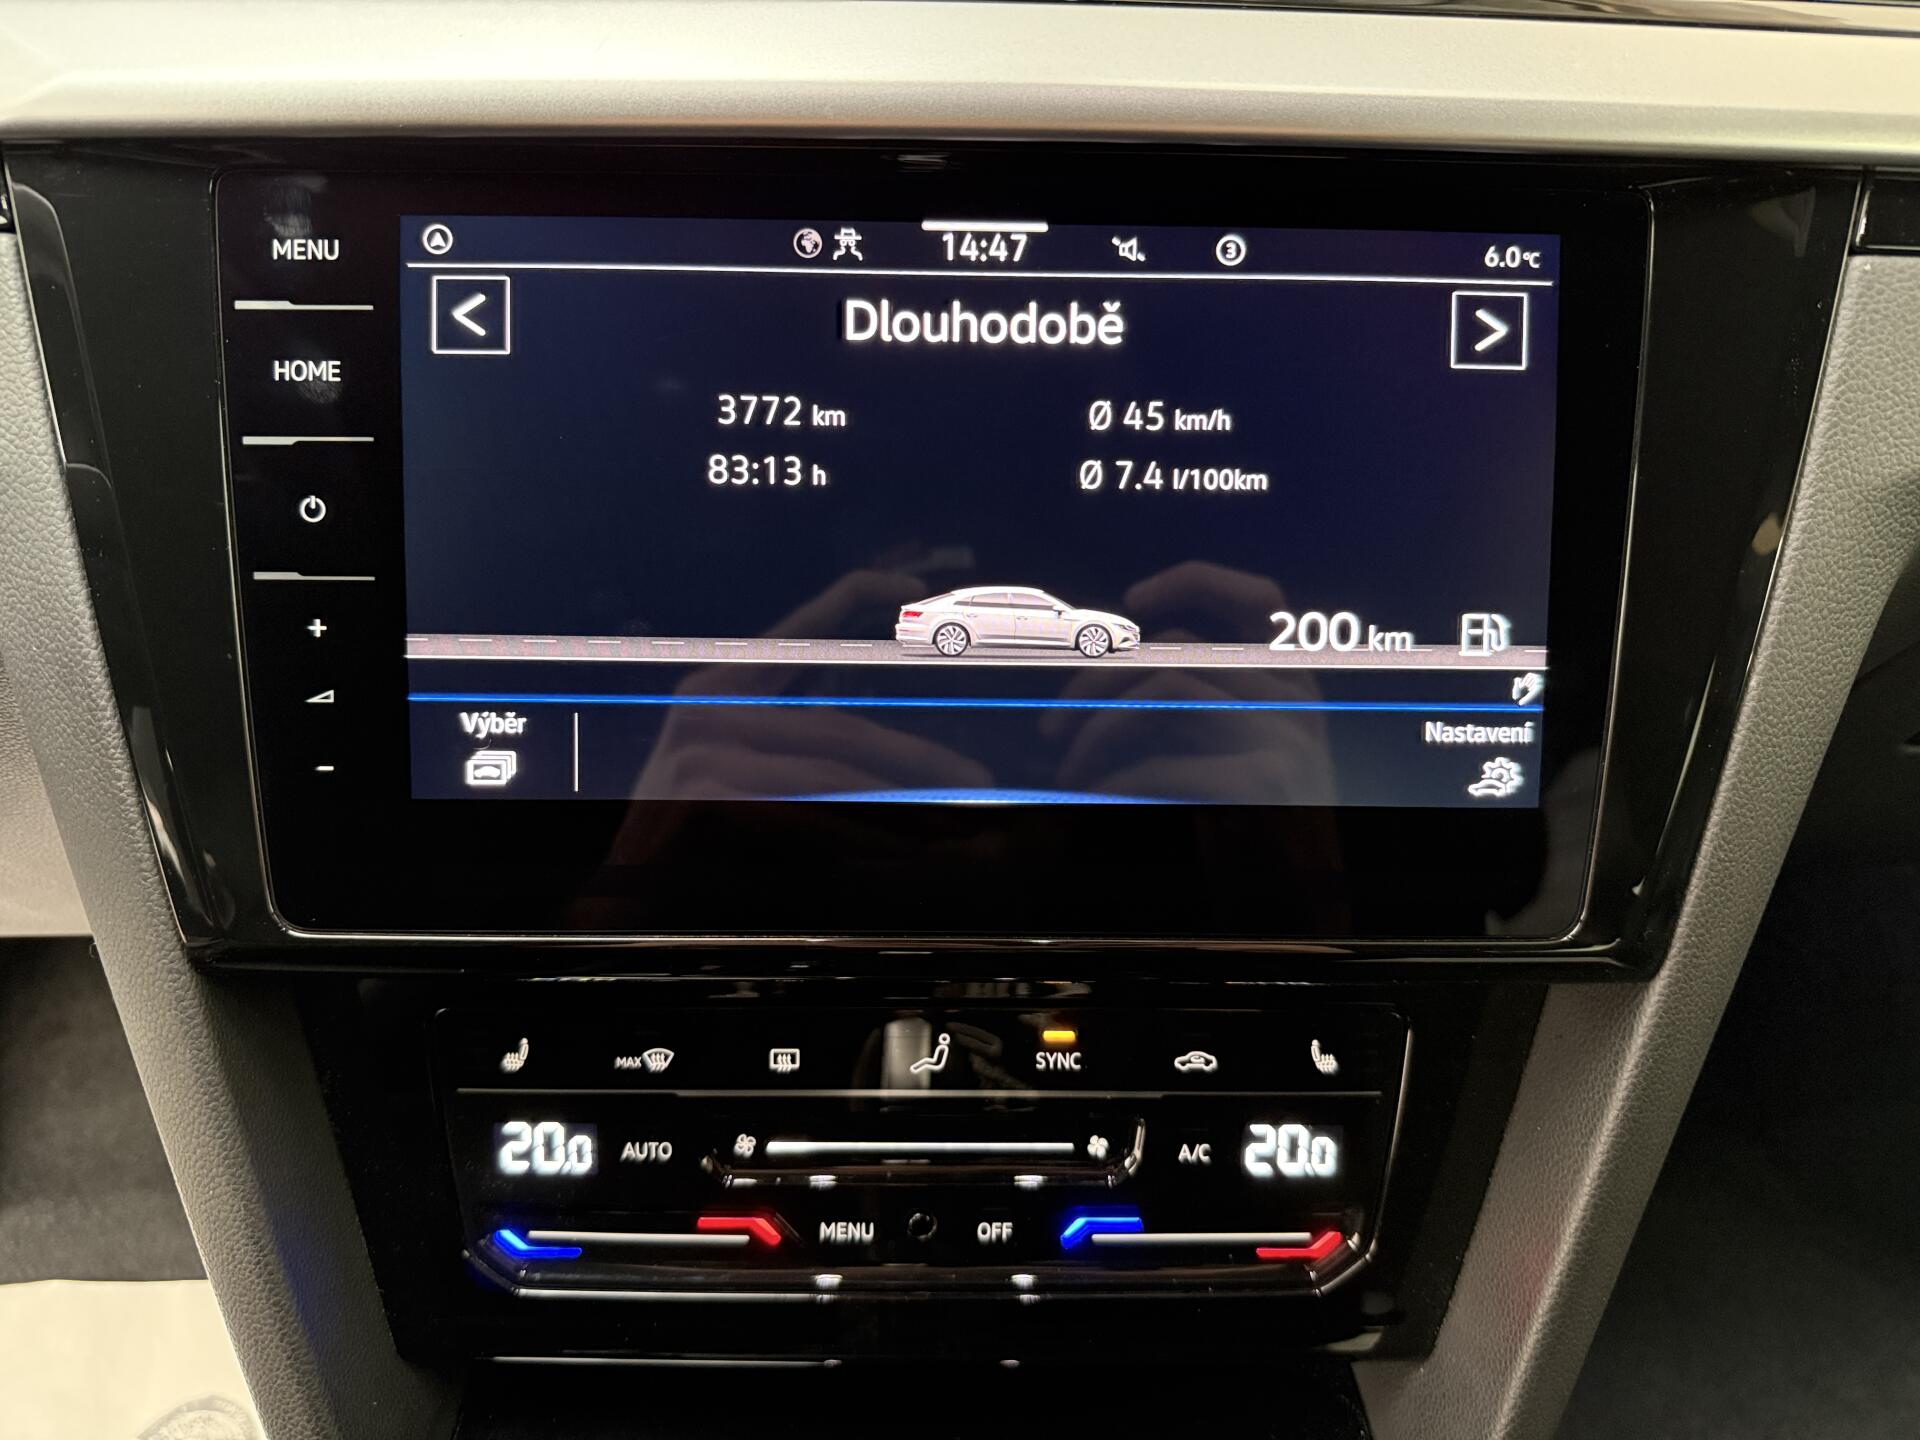 MENU
HOME
14:47
3
6.0°C
<
Dlouhodobě
>
3772 km
Ø 45 km/h
83:13 h
Ø 7.4 l/100km
200 km
Výběr
Nastavení
+
-
MAX
SYNC
20.0
AUTO
A/C
20.0
MENU
OFF